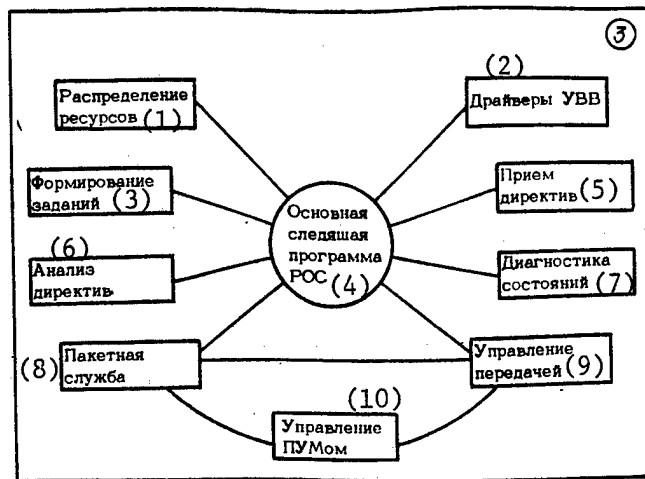 ③
(2)
Распределение
ресурсов (1)
Драйверы УВВ
Формирование
заданий (3)
Прием
директив (5)
Основная
следящая
программа
РОС (4)
(6)
Анализ
директив
Диагностика
состояний (7)
(8) Пакетная
служба
Управление
передачей (9)
(10)
Управление
ПУМом